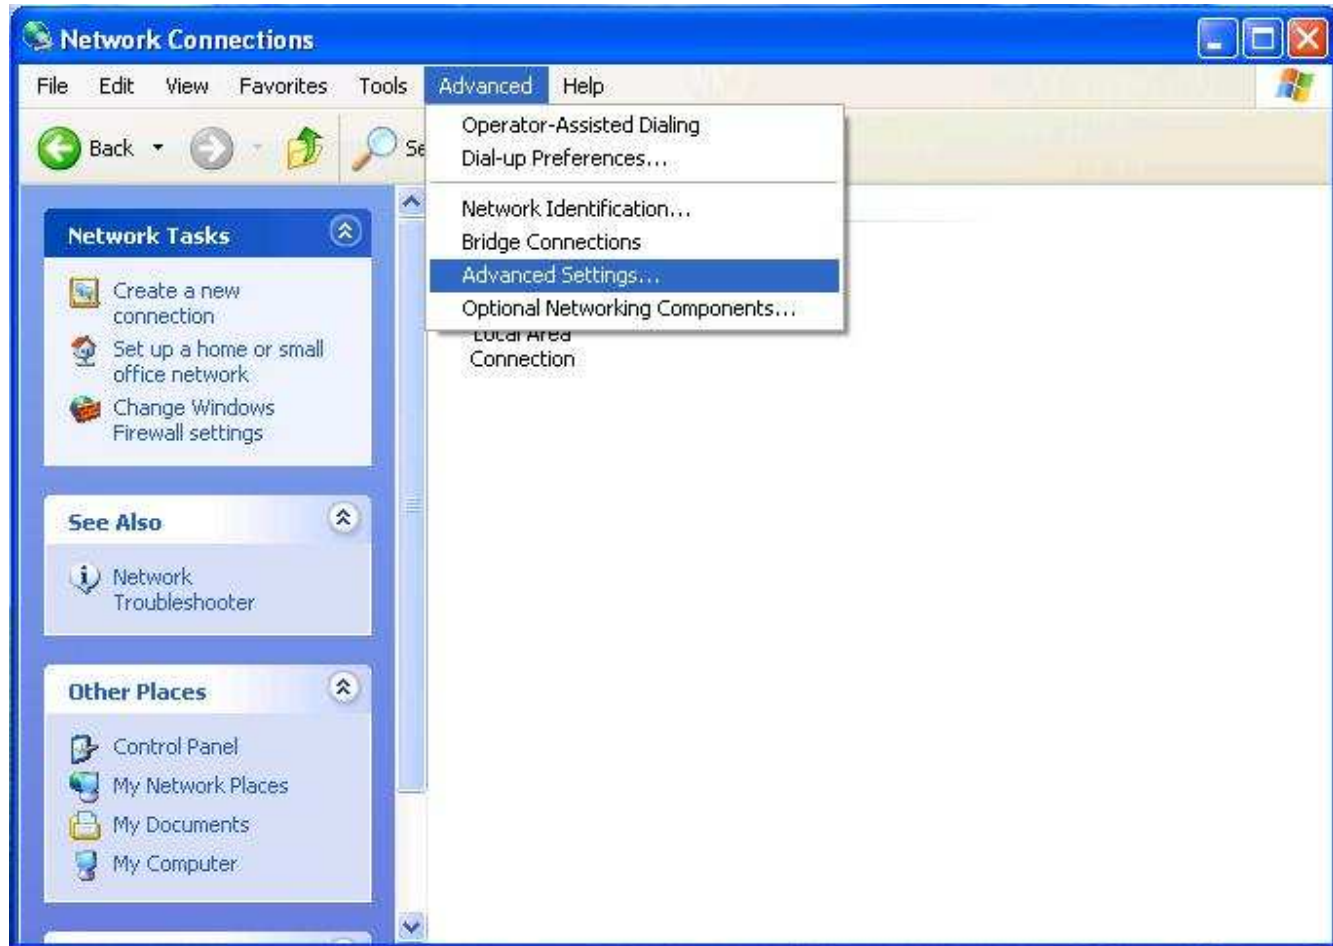 Network Connections
File Edit View Favorites Tools Advanced Help
Back
Se
Operator-Assisted Dialing
Dial-up Preferences...
Network Identification...
Bridge Connections
Advanced Settings...
Optional Networking Components...
Local Area
Connection
Network Tasks
Create a new
connection
Set up a home or small
office network
Change Windows
Firewall settings
See Also
Network
Troubleshooter
Other Places
Control Panel
My Network Places
My Documents
My Computer